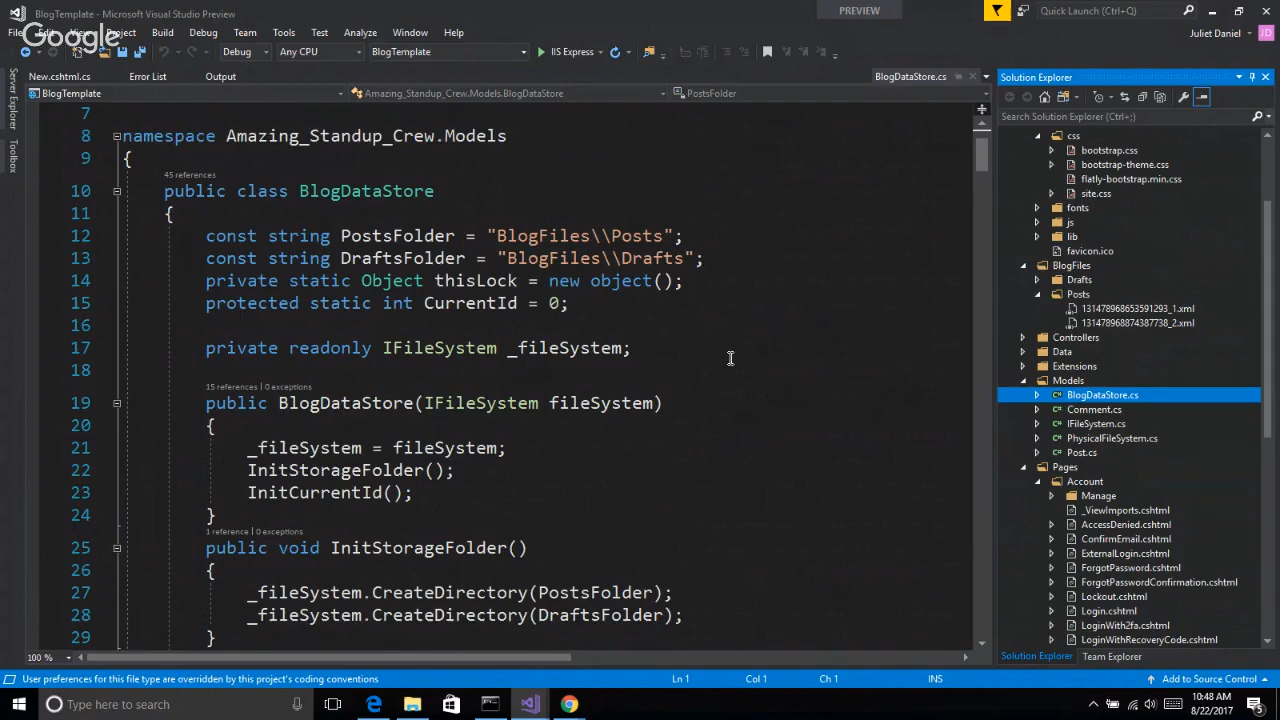 BlogTemplate - Microsoft Visual Studio Preview
PREVIEW
Quick Launch (Ctrl+Q)
Google
File Edit View Project Build Debug Team Tools Test Analyze Window Help
Juliet Daniel
JD
Debug Any CPU BlogTemplate IIS Express
New.cshtml.cs Error List Output BlogDataStore.cs
BlogTemplate Amazing_Standup_Crew.Models.BlogDataStore PostsFolder
Server Explorer
Toolbox
7
8 namespace Amazing_Standup_Crew.Models
9 {
45 references
10 public class BlogDataStore
11 {
12 const string PostsFolder = "BlogFiles\\Posts";
13 const string DraftsFolder = "BlogFiles\\Drafts";
14 private static Object thisLock = new object();
15 protected static int CurrentId = 0;
16
17 private readonly IFileSystem _fileSystem;
18
15 references | 0 exceptions
19 public BlogDataStore(IFileSystem fileSystem)
20 {
21 _fileSystem = fileSystem;
22 InitStorageFolder();
23 InitCurrentId();
24 }
1 reference | 0 exceptions
25 public void InitStorageFolder()
26 {
27 _fileSystem.CreateDirectory(PostsFolder);
28 _fileSystem.CreateDirectory(DraftsFolder);
29 }
100 %
Solution Explorer
Search Solution Explorer (Ctrl+;)
css
bootstrap.css
bootstrap-theme.css
flatly-bootstrap.min.css
site.css
fonts
js
lib
favicon.ico
BlogFiles
Drafts
Posts
131478968653591293_1.xml
131478968874387738_2.xml
Controllers
Data
Extensions
Models
BlogDataStore.cs
Comment.cs
IFileSystem.cs
PhysicalFileSystem.cs
Post.cs
Pages
Account
Manage
_ViewImports.cshtml
AccessDenied.cshtml
ConfirmEmail.cshtml
ExternalLogin.cshtml
ForgotPassword.cshtml
ForgotPasswordConfirmation.cshtml
Lockout.cshtml
Login.cshtml
LoginWith2fa.cshtml
LoginWithRecoveryCode.cshtml
Solution Explorer Team Explorer
User preferences for this file type are overridden by this project's coding conventions Ln 1 Col 1 Ch 1 INS Add to Source Control
Type here to search
10:48 AM
8/22/2017
5